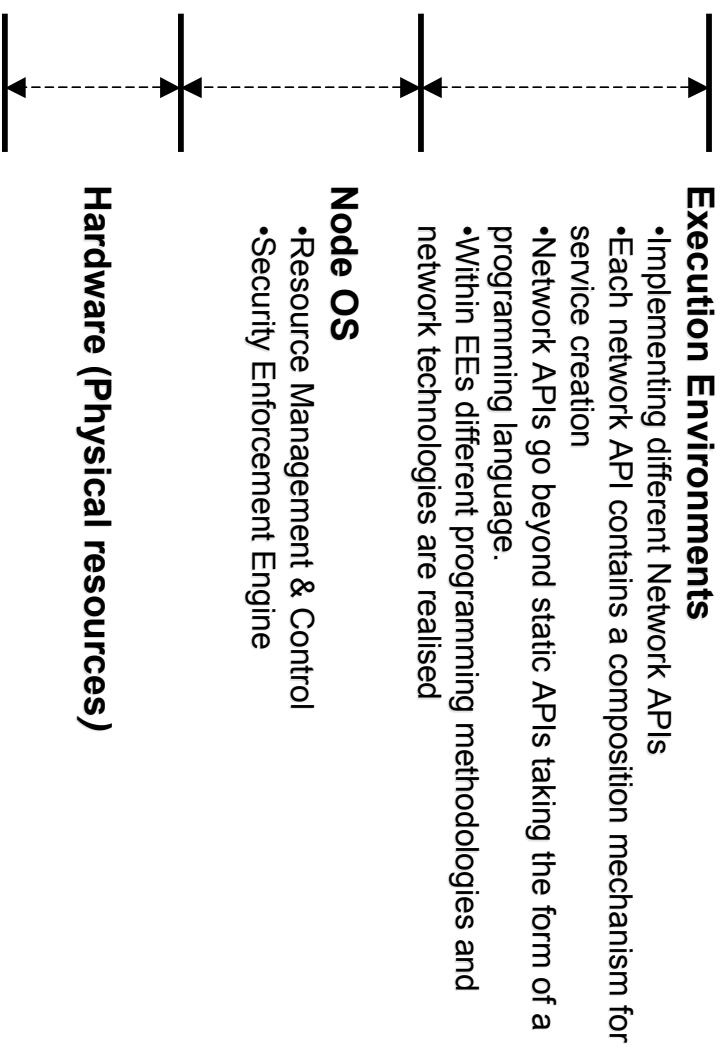 Execution Environments
•Implementing different Network APIs
•Each network API contains a composition mechanism for
service creation
•Network APIs go beyond static APIs taking the form of a
programming language.
•Within EEs different programming methodologies and
network technologies are realised
Node OS
•Resource Management & Control
•Security Enforcement Engine
Hardware (Physical resources)